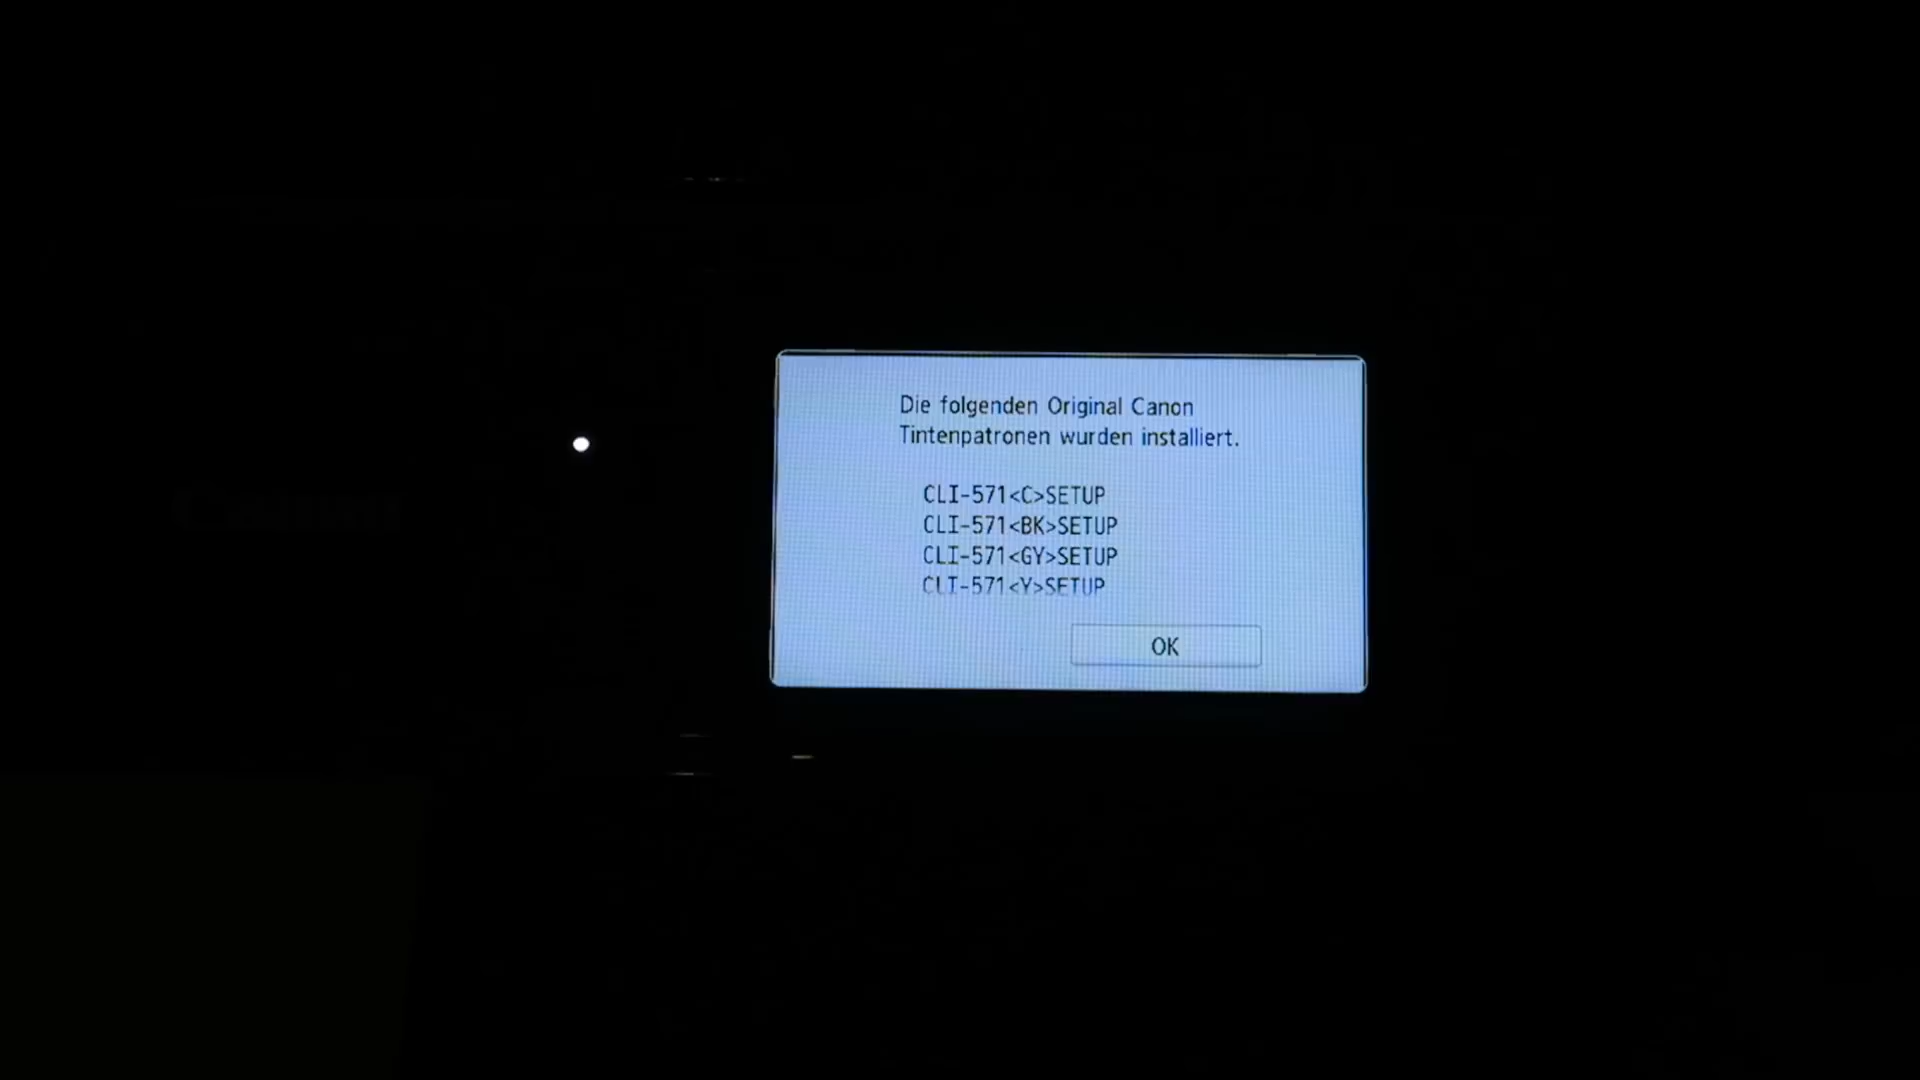 Die folgenden Original Canon
Tintenpatronen wurden installiert.
CLI-571<C>SETUP
CLI-571<BK>SETUP
CLI-571<GY>SETUP
CLI-571<Y>SETUP
OK